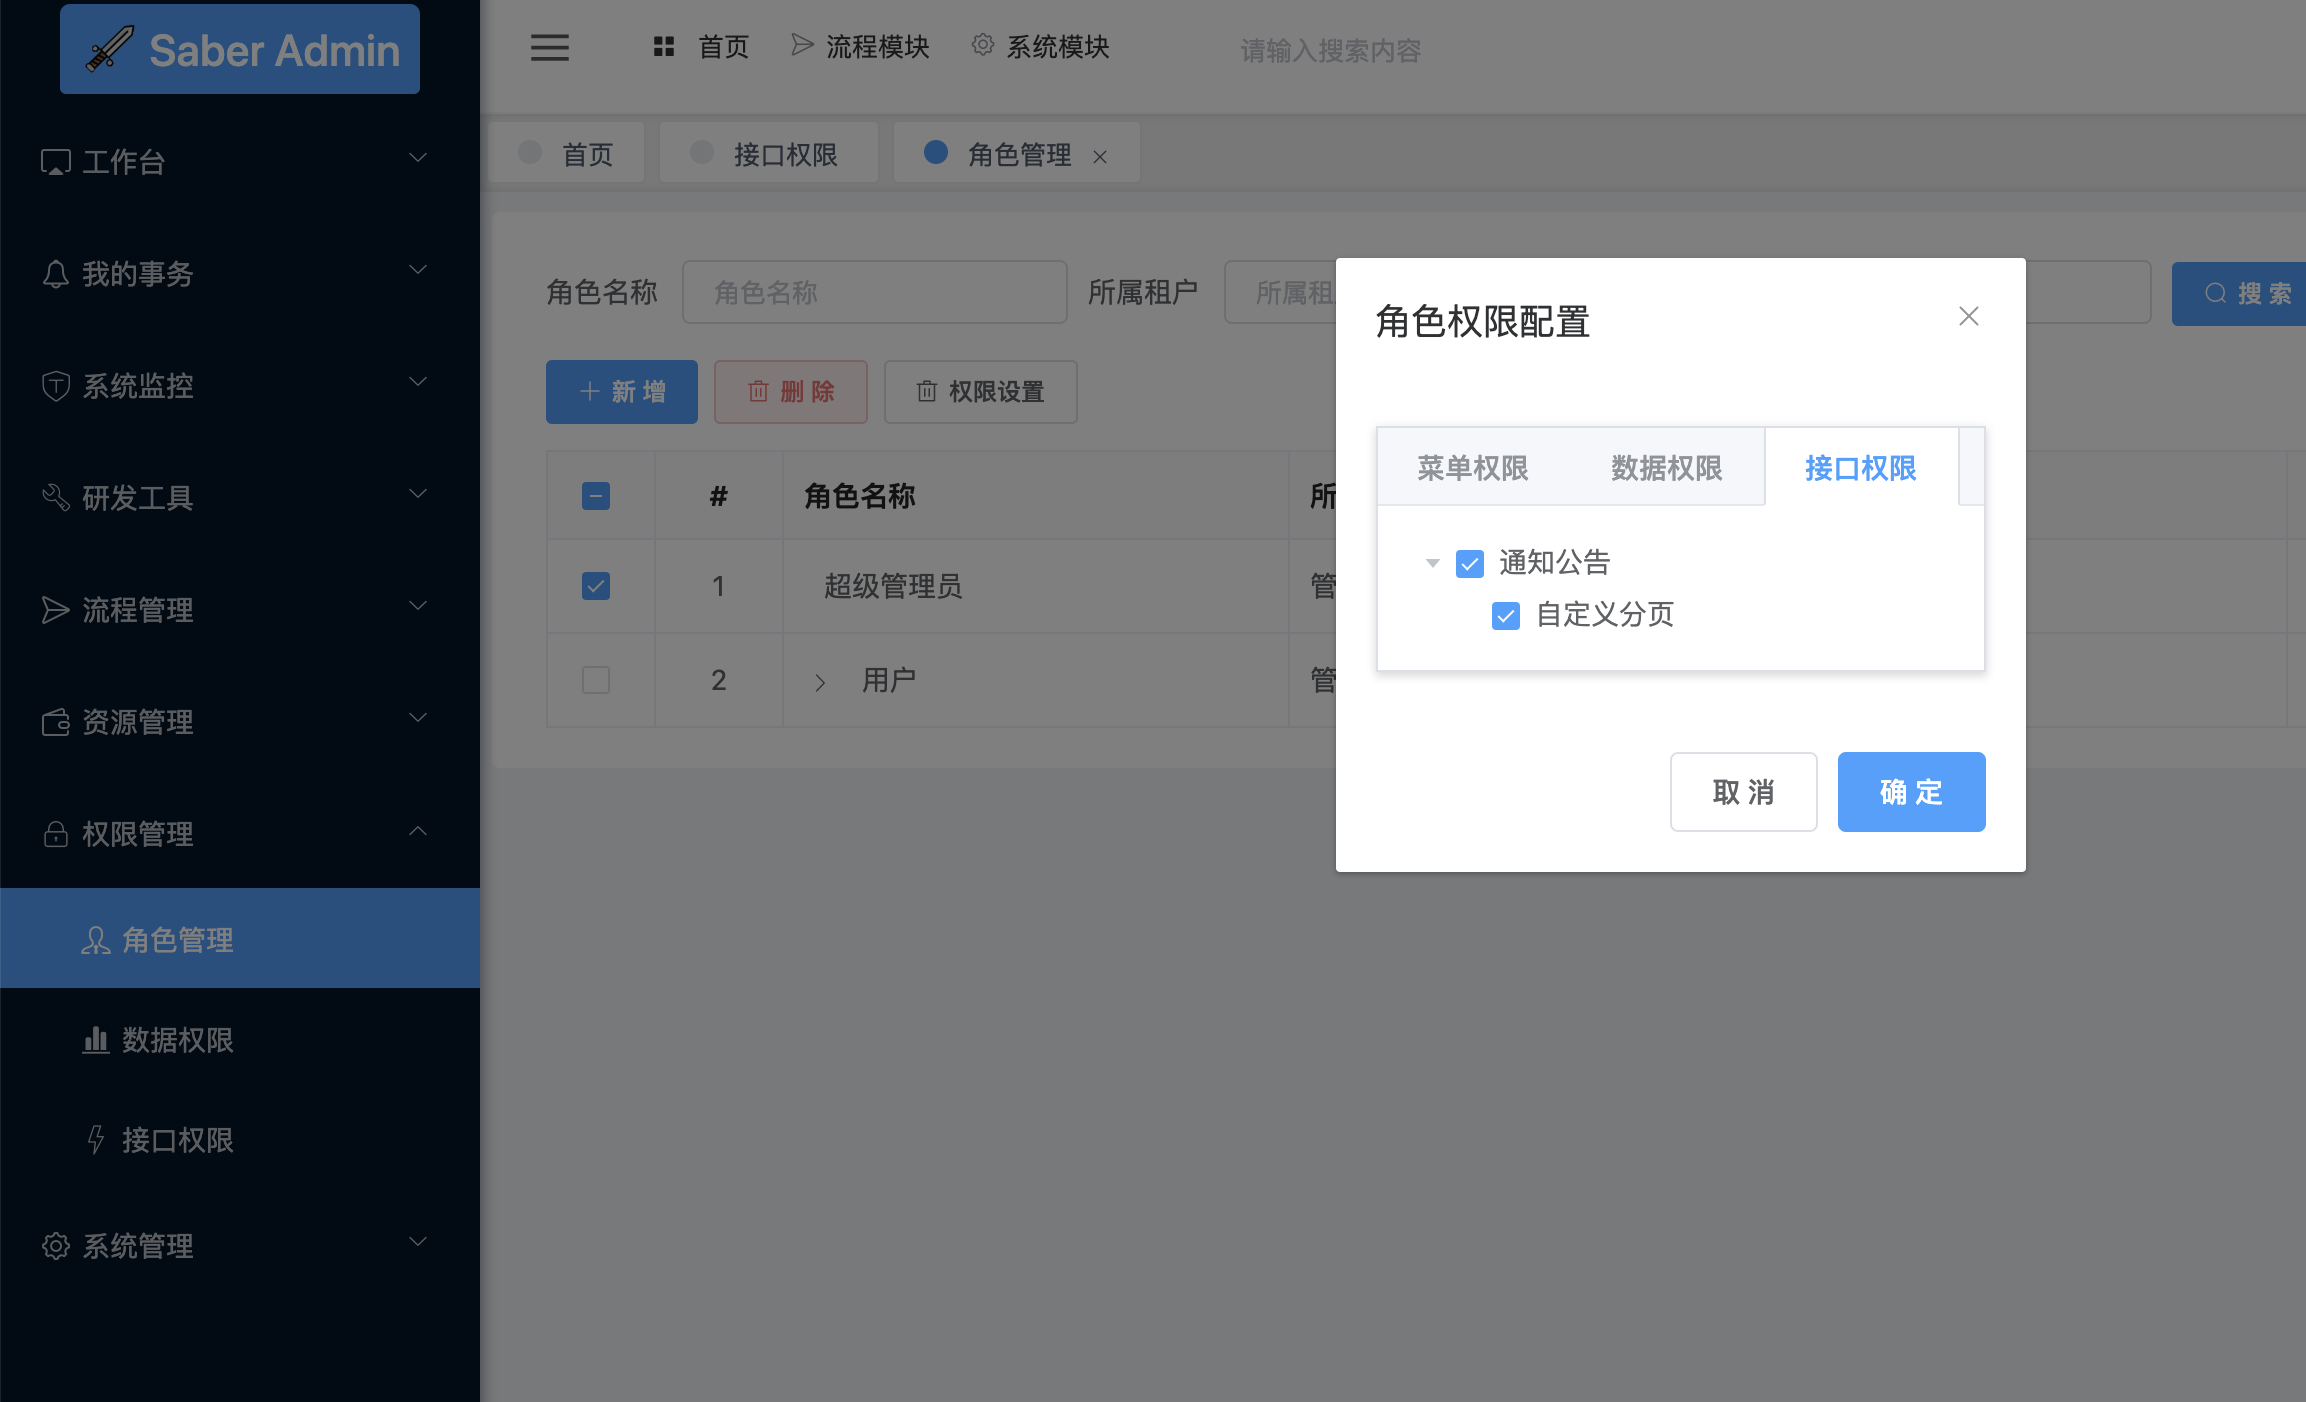 Saber Admin
工作台
我的事务
系统监控
研发工具
流程管理
资源管理
权限管理
角色管理
数据权限
接口权限
系统管理
首页
流程模块
系统模块
请输入搜索内容
首页
接口权限
角色管理
角色名称
角色名称
所属租户
所属租
搜 索
新 增
删 除
权限设置
# 角色名称 所
1 超级管理员 管
2 用户 管
角色权限配置
菜单权限 数据权限 接口权限
通知公告
自定义分页
取 消
确 定